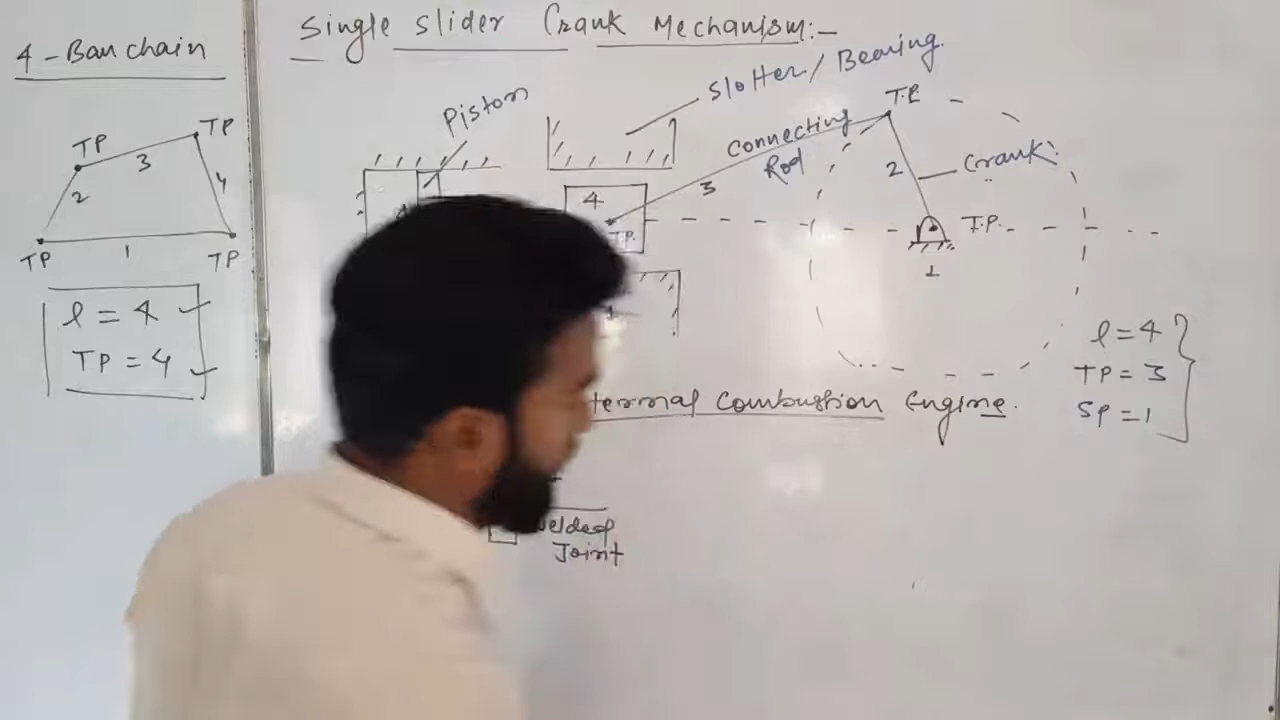 4-Bar chain
TP
TP
3
2
4
1
TP
TP
l = 4
TP = 4
Single Slider Crank Mechanism:-
Piston
Slotter / Bearing
T.P.
Connecting
Rod
3
2
Crank:
4
TP.
T.P.
1
Combustion Engine.
l = 4
TP = 3
SP = 1
Joint